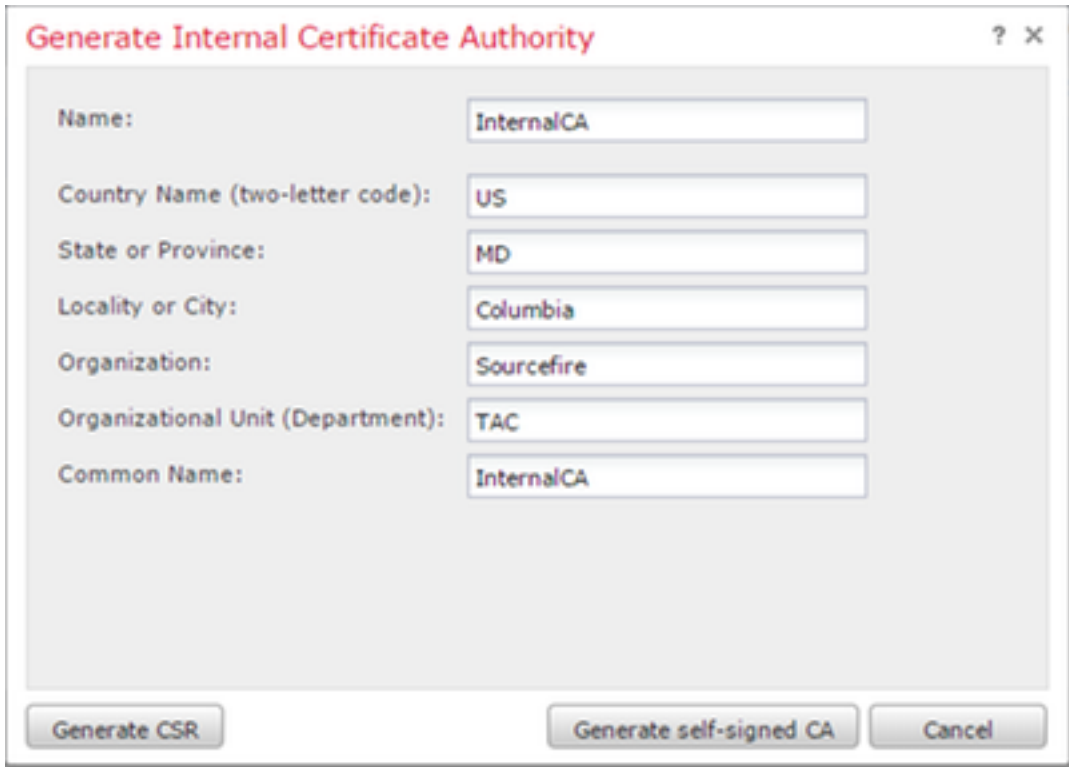 Generate Internal Certificate Authority ? ×
Name: InternalCA
Country Name (two-letter code): US
State or Province: MD
Locality or City: Columbia
Organization: Sourcefire
Organizational Unit (Department): TAC
Common Name: InternalCA
Generate CSR Generate self-signed CA Cancel